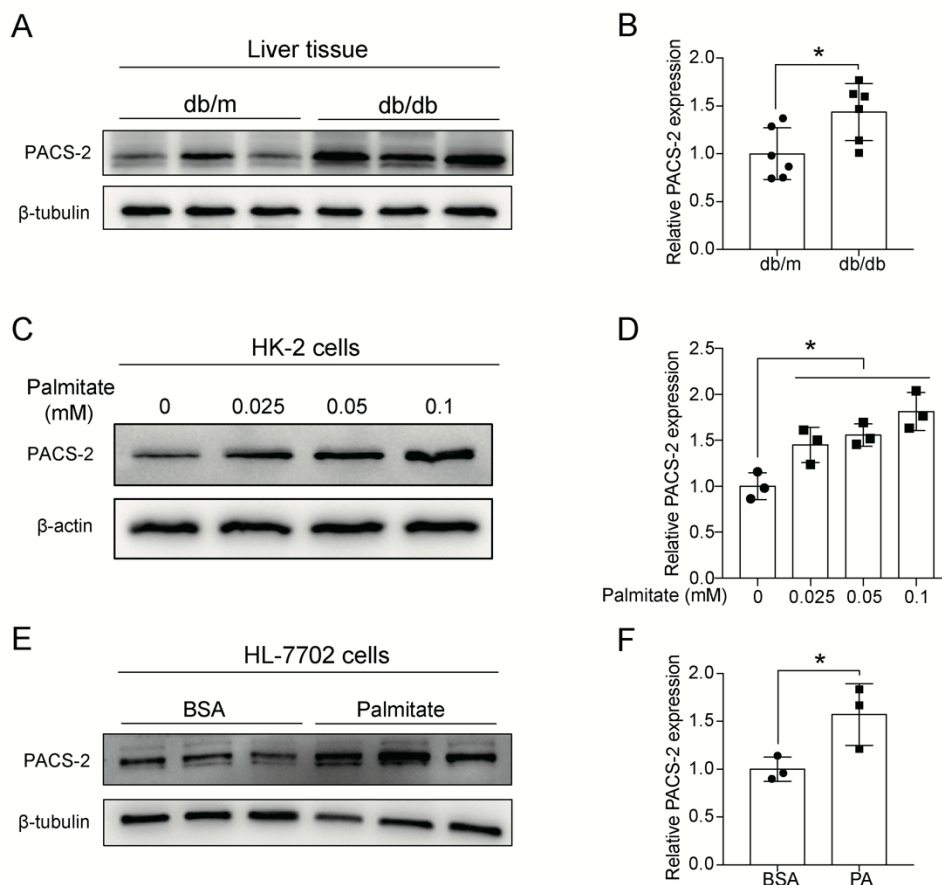 A
Liver tissue
db/m db/db
PACS-2
β-tubulin
B
Relative PACS-2 expression
2.0
1.5
1.0
0.5
0.0
*
db/m db/db
C
HK-2 cells
Palmitate
(mM)
0 0.025 0.05 0.1
PACS-2
β-actin
D
Relative PACS-2 expression
2.5
2.0
1.5
1.0
0.5
0.0
*
Palmitate (mM) 0 0.025 0.05 0.1
E
HL-7702 cells
BSA Palmitate
PACS-2
β-tubulin
F
Relative PACS-2 expression
2.0
1.5
1.0
0.5
0.0
*
BSA PA